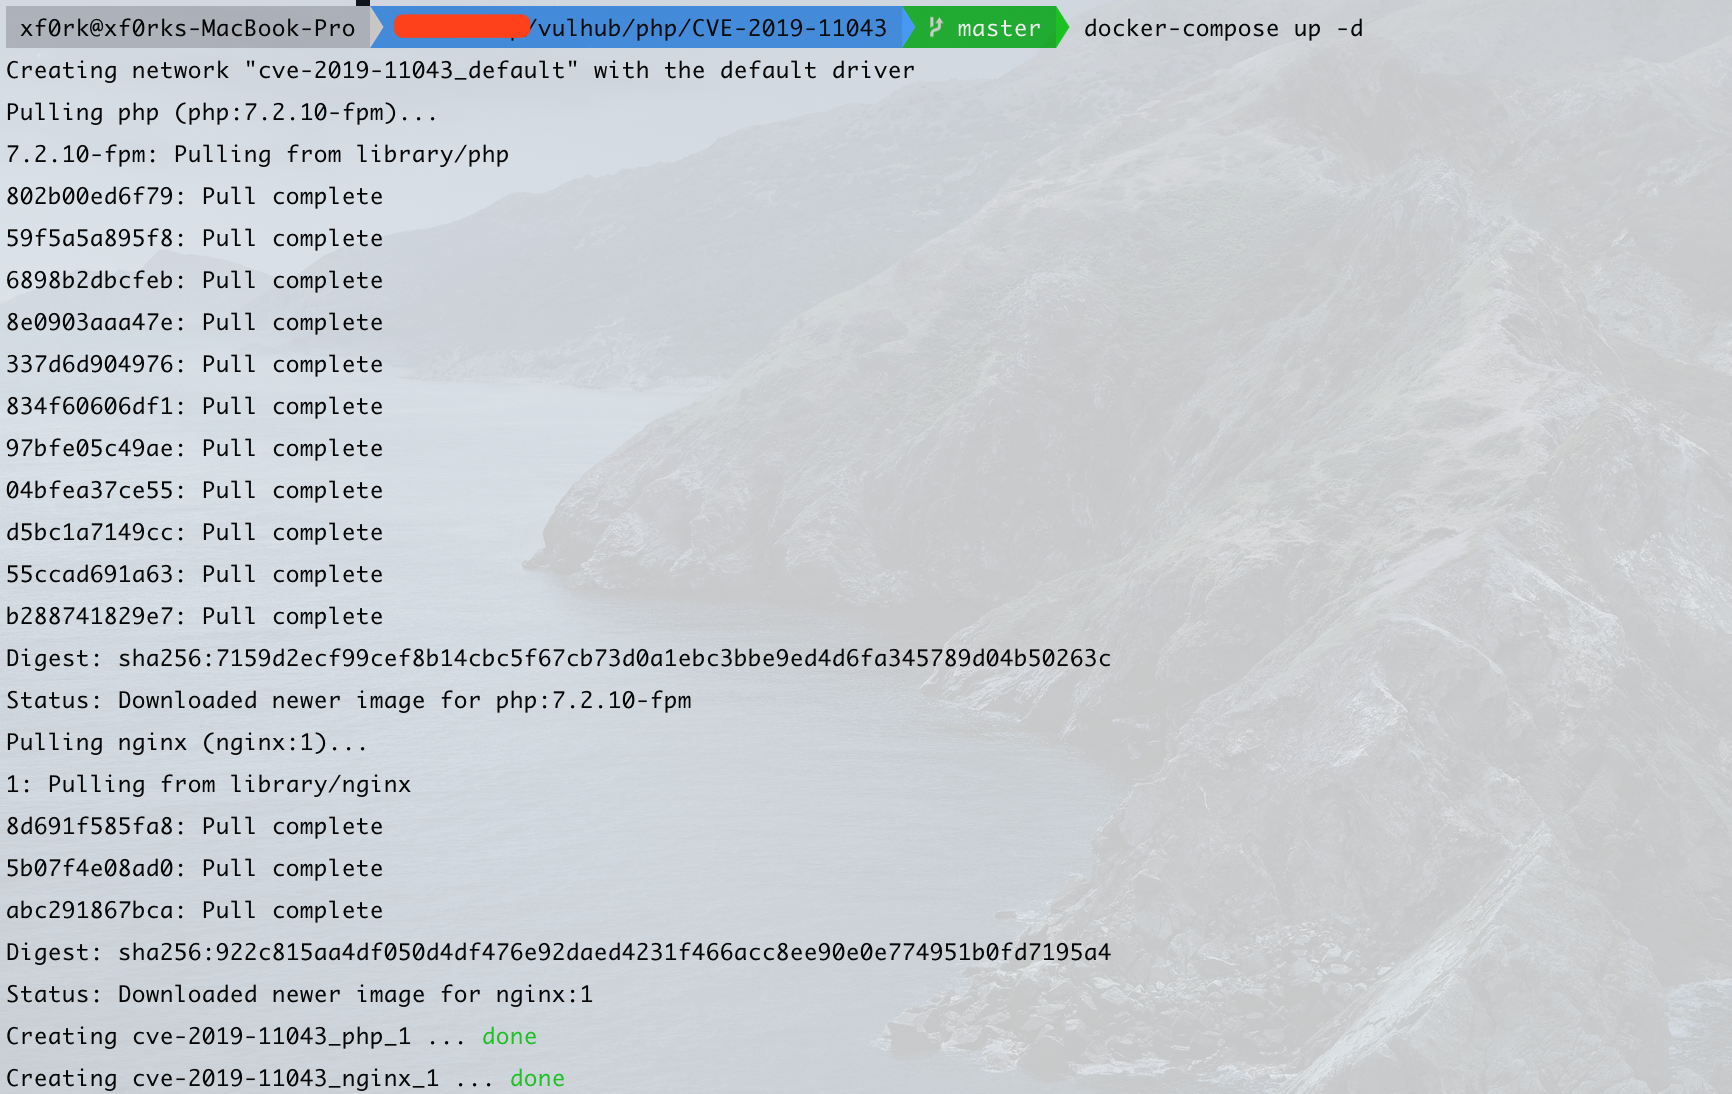 xf0rk@xf0rks-MacBook-Pro /vulhub/php/CVE-2019-11043 master docker-compose up -d
Creating network "cve-2019-11043_default" with the default driver
Pulling php (php:7.2.10-fpm)...
7.2.10-fpm: Pulling from library/php
802b00ed6f79: Pull complete
59f5a5a895f8: Pull complete
6898b2dbcfeb: Pull complete
8e0903aaa47e: Pull complete
337d6d904976: Pull complete
834f60606df1: Pull complete
97bfe05c49ae: Pull complete
04bfea37ce55: Pull complete
d5bc1a7149cc: Pull complete
55ccad691a63: Pull complete
b288741829e7: Pull complete
Digest: sha256:7159d2ecf99cef8b14cbc5f67cb73d0a1ebc3bbe9ed4d6fa345789d04b50263c
Status: Downloaded newer image for php:7.2.10-fpm
Pulling nginx (nginx:1)...
1: Pulling from library/nginx
8d691f585fa8: Pull complete
5b07f4e08ad0: Pull complete
abc291867bca: Pull complete
Digest: sha256:922c815aa4df050d4df476e92daed4231f466acc8ee90e0e774951b0fd7195a4
Status: Downloaded newer image for nginx:1
Creating cve-2019-11043_php_1 ... done
Creating cve-2019-11043_nginx_1 ... done